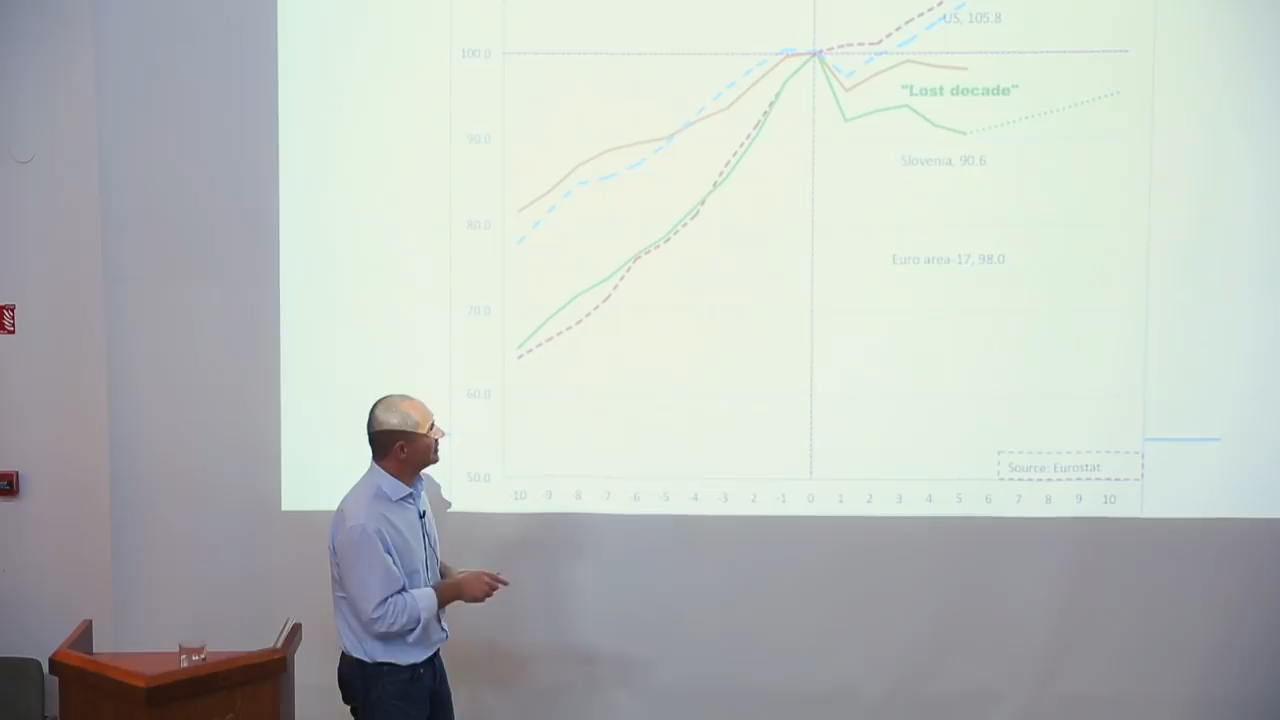 US, 105.8
100.0
"Lost decade"
90.0
Slovenia, 90.6
80.0
Euro area-17, 98.0
70.0
60.0
Source: Eurostat
50.0
-10 -9 -8 -7 -6 -5 -4 -3 -2 -1 0 1 2 3 4 5 6 7 8 9 10